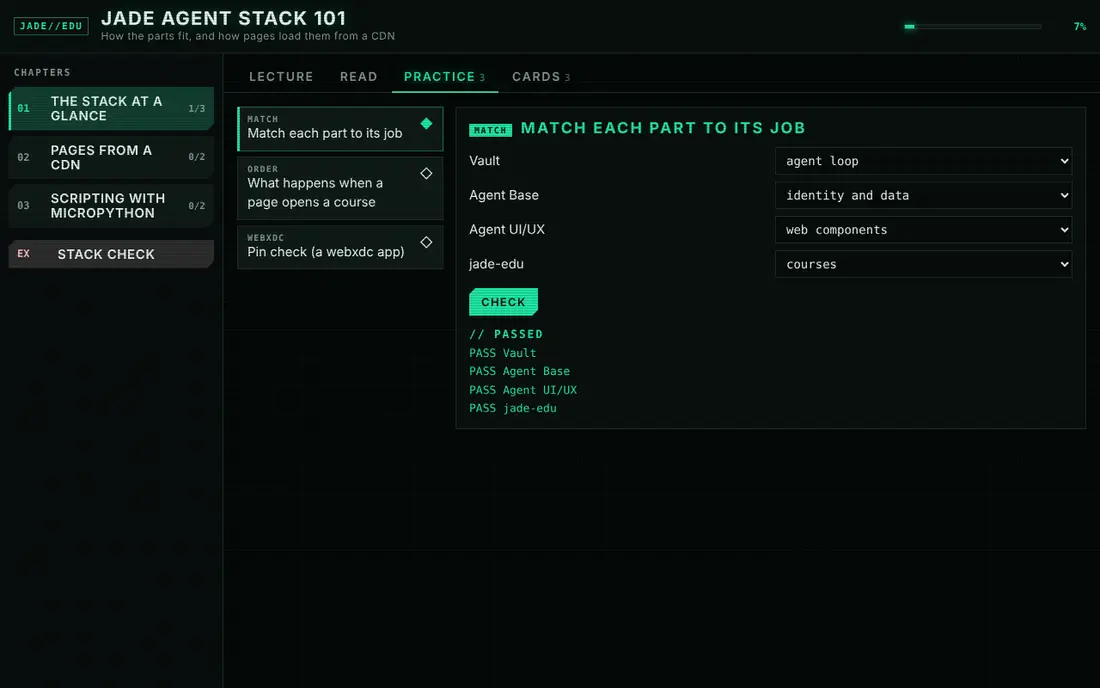 JADE//EDU
JADE AGENT STACK 101
How the parts fit, and how pages load them from a CDN
7%
CHAPTERS
01
THE STACK AT A
GLANCE
1/3
02
PAGES FROM A
CDN
0/2
03
SCRIPTING WITH
MICROPYTHON
0/2
EX
STACK CHECK
LECTURE
READ
PRACTICE 3
CARDS 3
MATCH
Match each part to its job
ORDER
What happens when a
page opens a course
WEBXDC
Pin check (a webxdc app)
MATCH MATCH EACH PART TO ITS JOB
Vault
agent loop
Agent Base
identity and data
Agent UI/UX
web components
jade-edu
courses
CHECK
// PASSED
PASS Vault
PASS Agent Base
PASS Agent UI/UX
PASS jade-edu